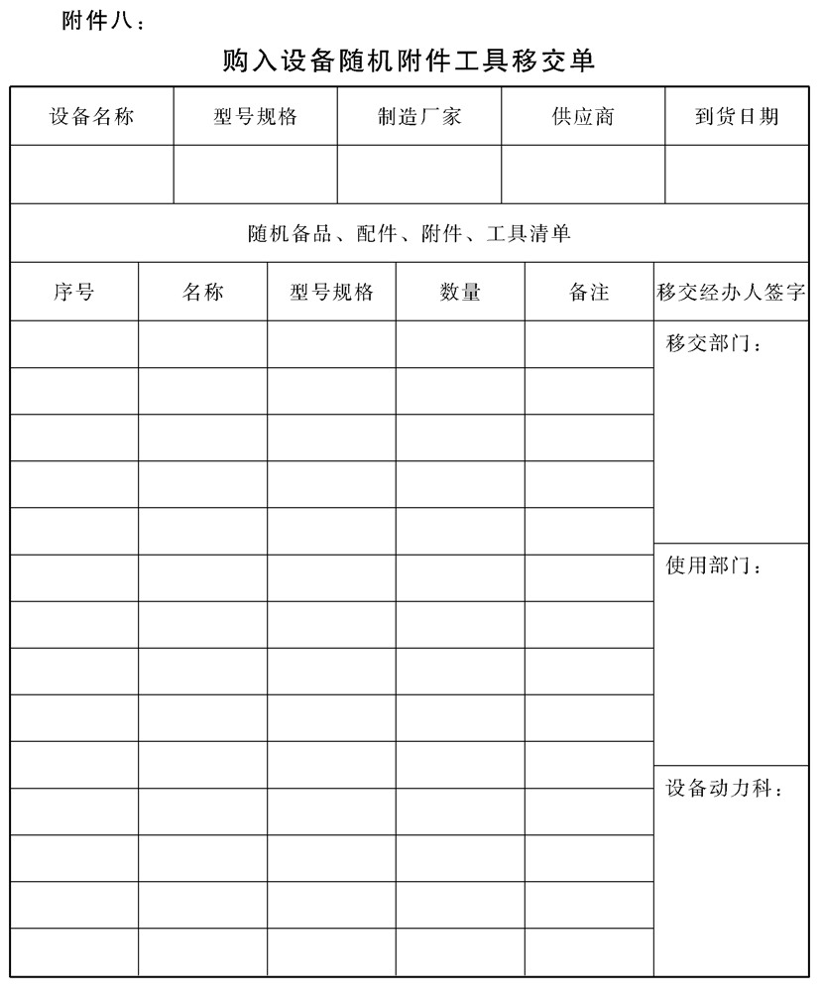 附件八：
购入设备随机附件工具移交单
设备名称 型号规格 制造厂家 供应商 到货日期
随机备品、配件、附件、工具清单
序号 名称 型号规格 数量 备注 移交经办人签字
移交部门：
使用部门：
设备动力科：